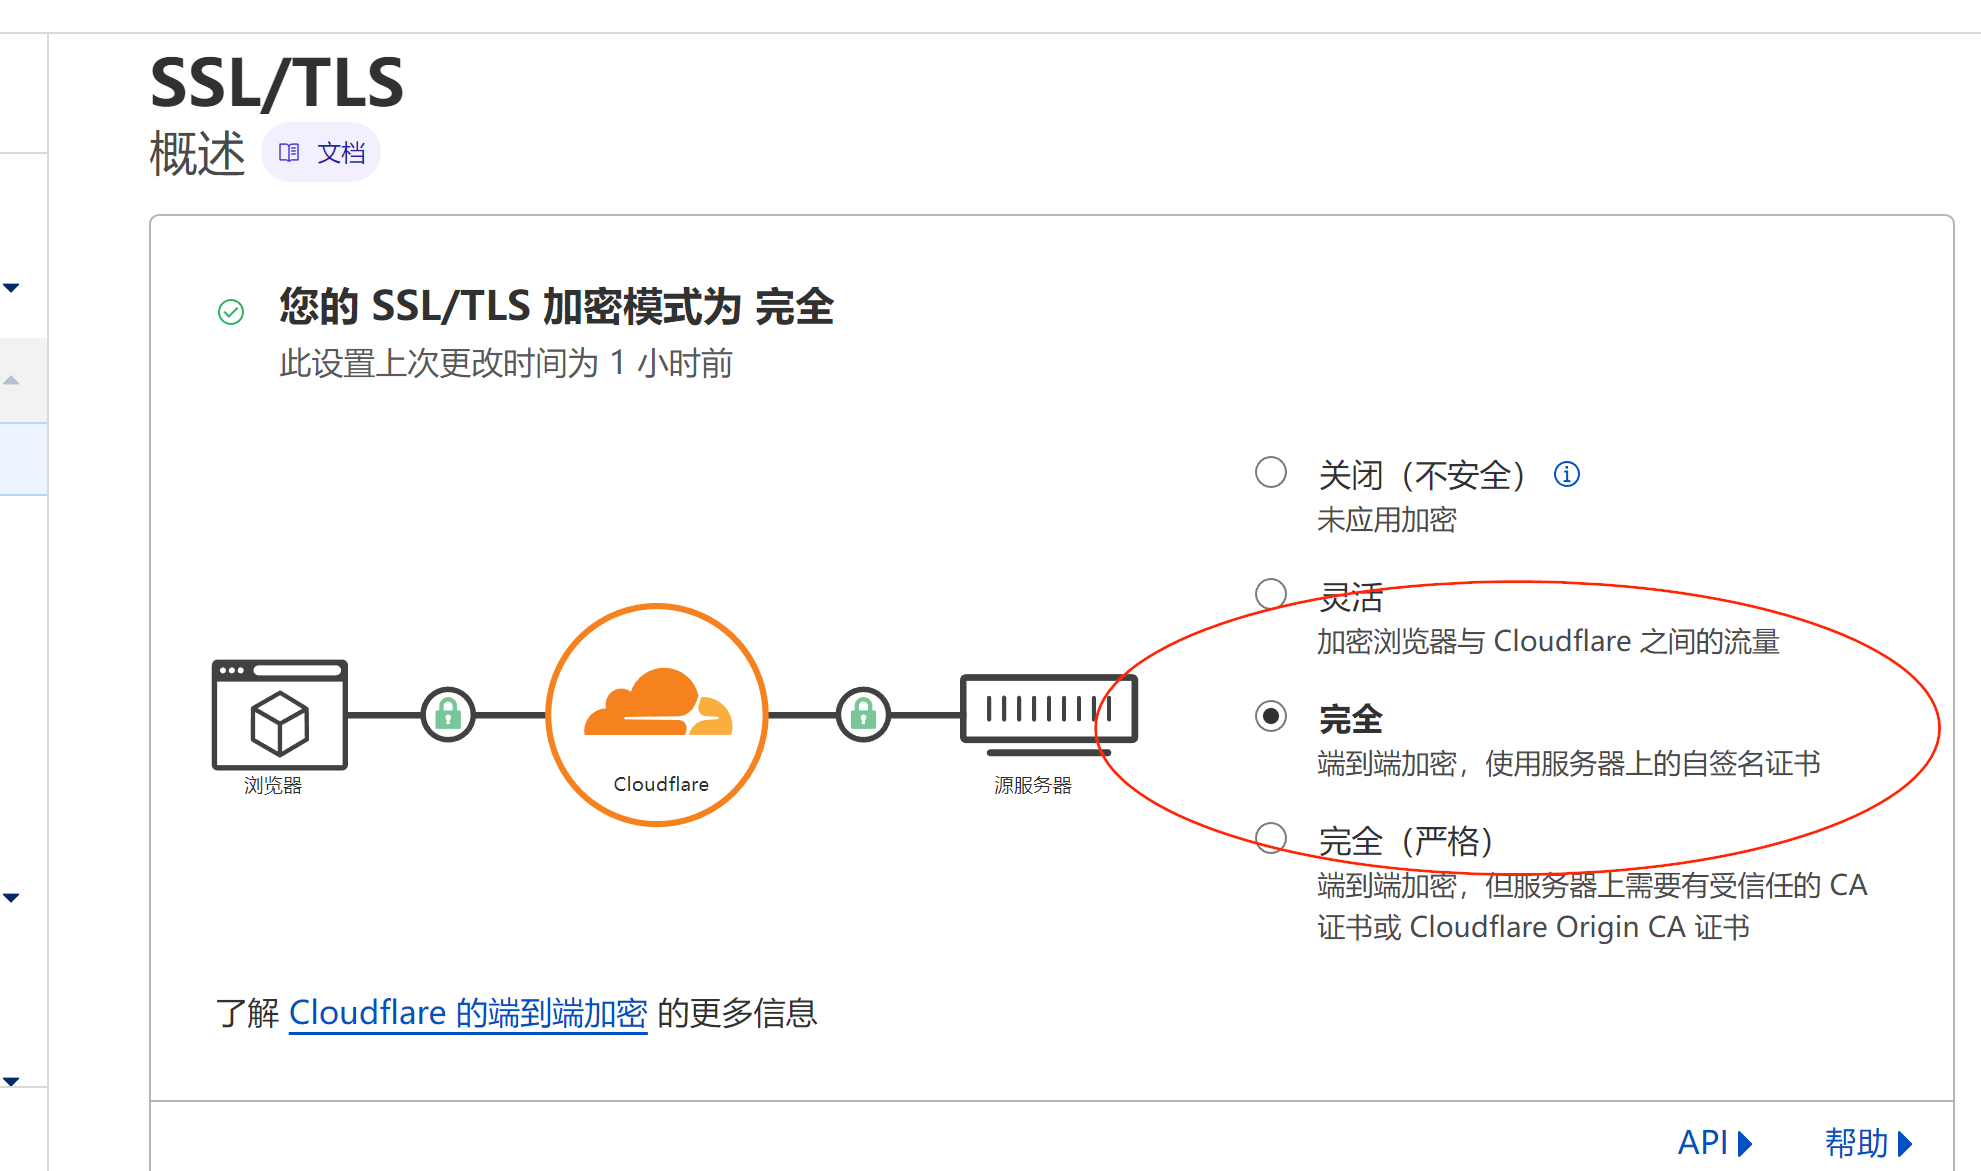 SSL/TLS
概述
文档
您的 SSL/TLS 加密模式为 完全
此设置上次更改时间为 1 小时前
关闭（不安全）
未应用加密
灵活
加密浏览器与 Cloudflare 之间的流量
完全
端到端加密，使用服务器上的自签名证书
完全（严格）
端到端加密，但服务器上需要有受信任的 CA
证书或 Cloudflare Origin CA 证书
浏览器
Cloudflare
源服务器
了解 Cloudflare 的端到端加密 的更多信息
API
帮助